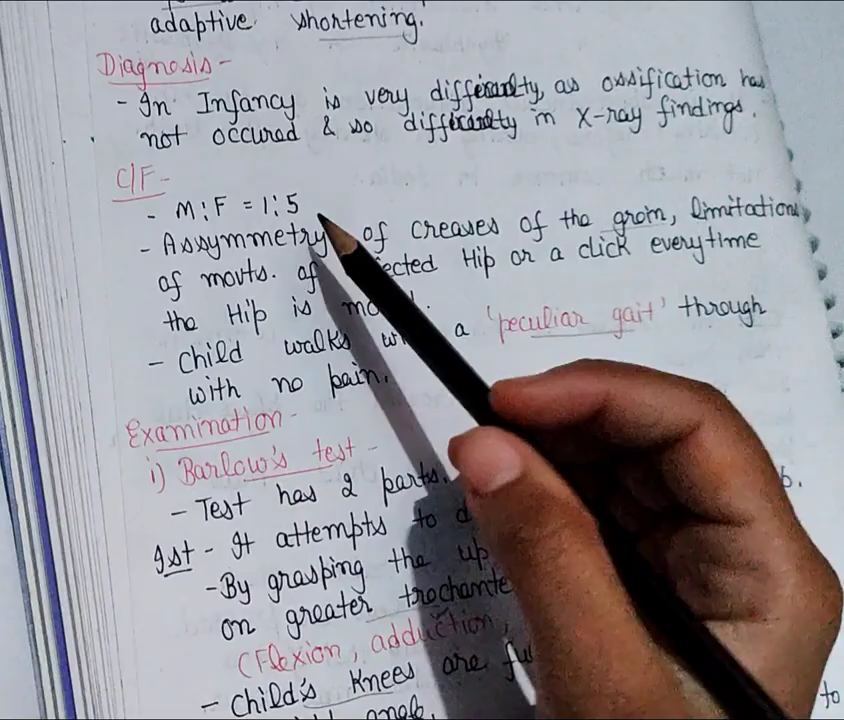 adaptive shortening.
Diagnosis -
- In Infancy is very difficulty, as ossification has
not occured & so difficulty in X-ray findings.
C/F -
- M:F = 1:5
- Assymmetry of creases of the groin, limitation
of movts. of Hip or a click everytime
the Hip is
- Child walks a 'peculiar gait' through
with no pain.
Examination -
i) Barlow's test -
- Test has 2 parts.
Ist - It attempts to
- By grasping the
on greater
(Flexion, adduction,
- Child's Knees are
angle.
to